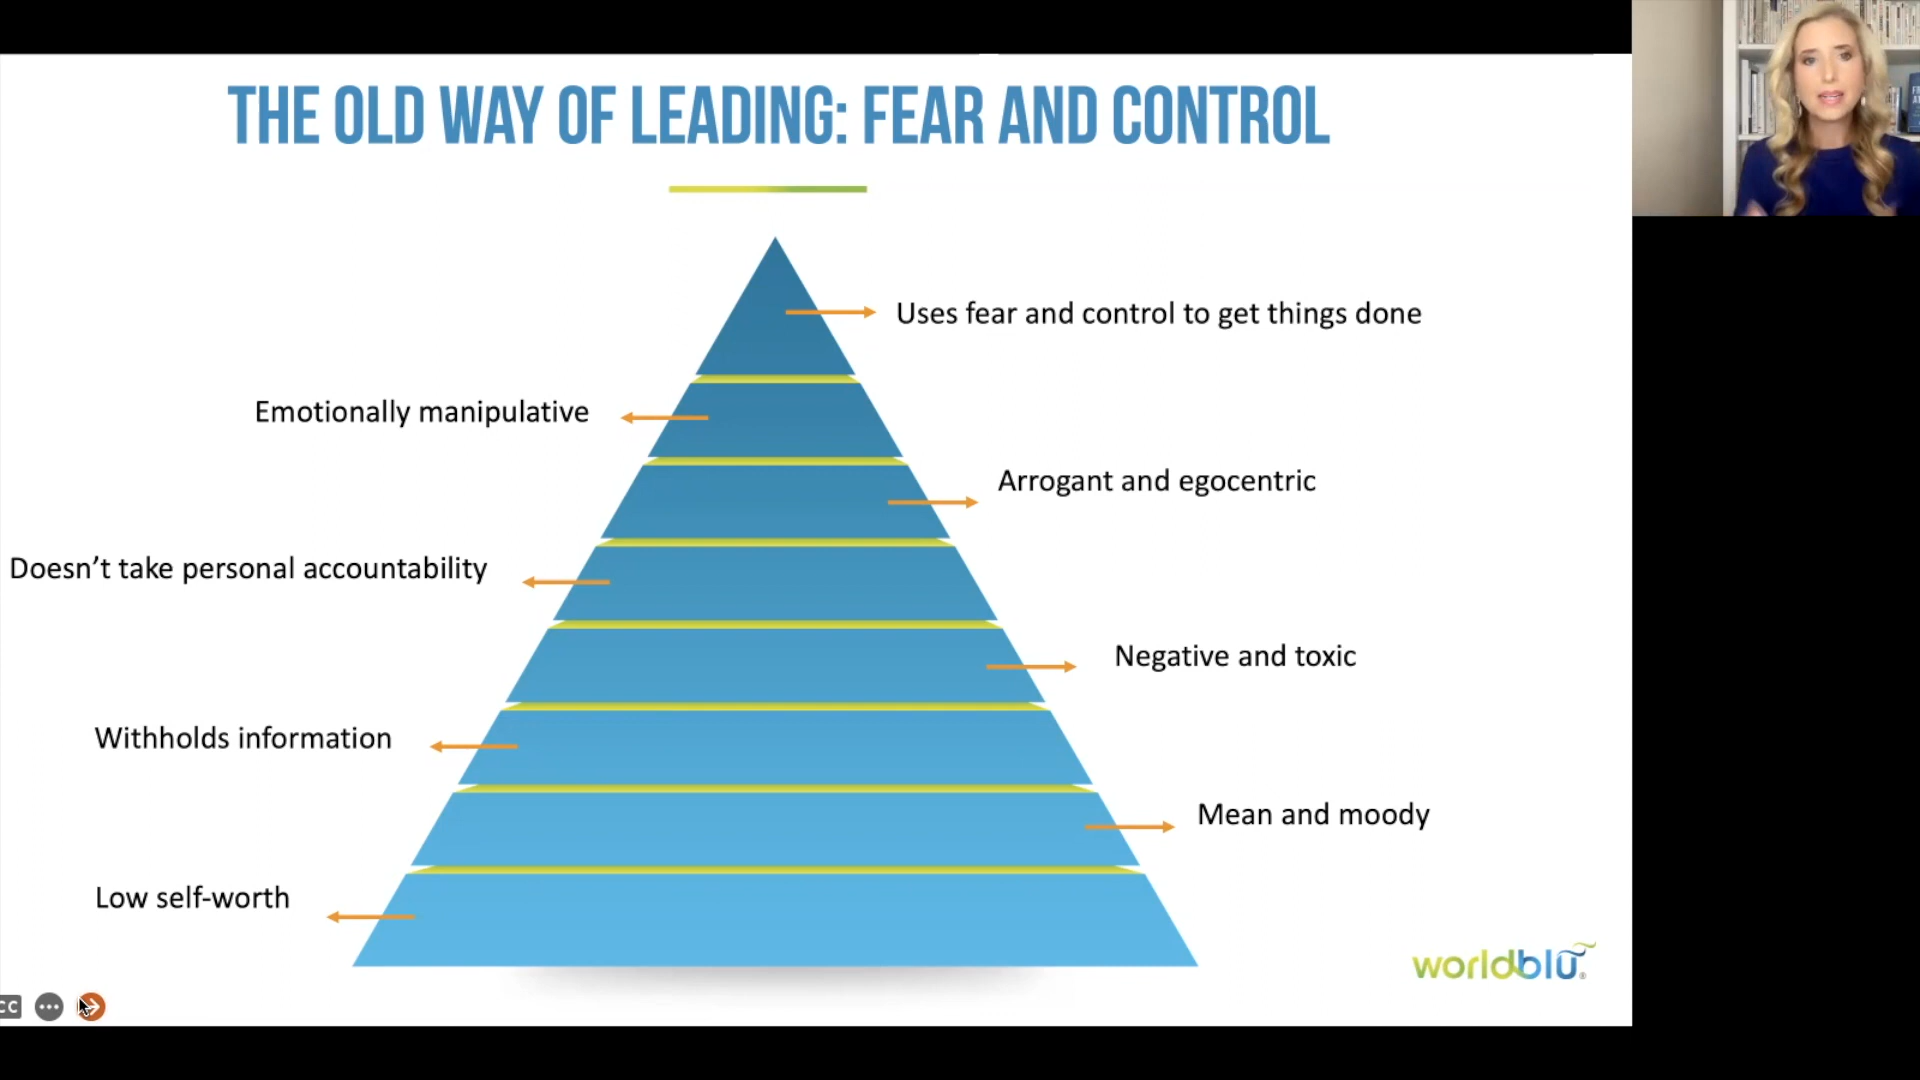 THE OLD WAY OF LEADING: FEAR AND CONTROL
Uses fear and control to get things done
Emotionally manipulative
Arrogant and egocentric
Doesn’t take personal accountability
Negative and toxic
Withholds information
Mean and moody
Low self-worth
worldblu®
CC